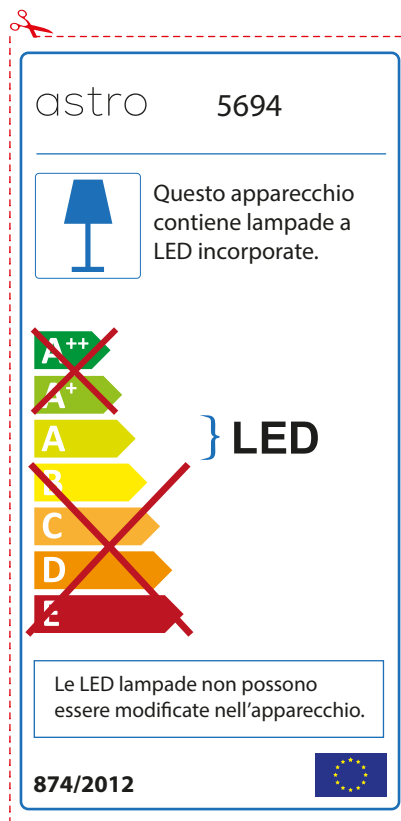 astro 5694
Questo apparecchio
contiene lampade a
LED incorporate.
A++
A+
A
} LED
B
C
D
E
Le LED lampade non possono
essere modificate nell'apparecchio.
874/2012